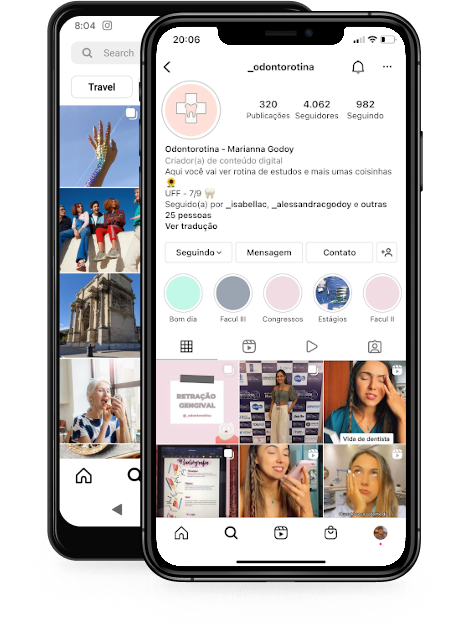 8:04
Search
Travel
20:06
_odontorotina
320
4.062
982
Publicações
Seguidores
Seguindo
Odontorotina - Marianna Godoy
Criador(a) de conteúdo digital
Aqui você vai ver rotina de estudos e mais umas coisinhas
🌻
UFF - 7/9 🦷
Seguido(a) por _isabellac, _alessandracgodoy e outras
25 pessoas
Ver tradução
Seguindo
Mensagem
Contato
Bom dia
Facul III
Congressos
Estágios
Facul II
RETRAÇÃO
GENGIVAL
Vida de dentista